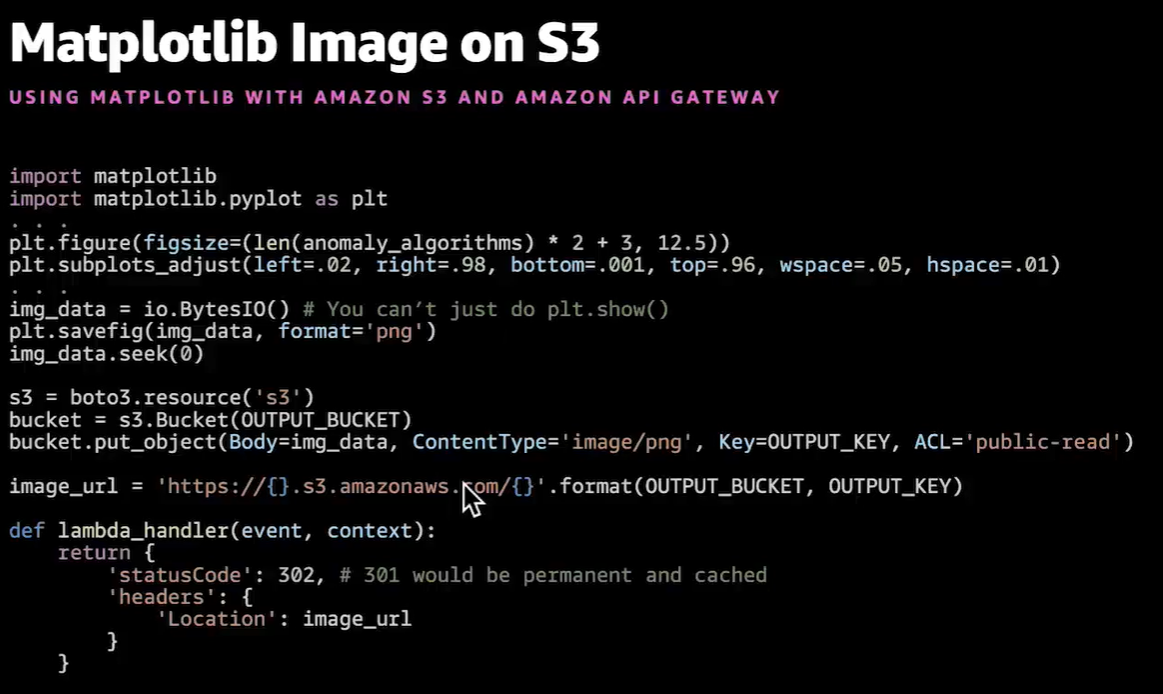 Matplotlib Image on S3
USING MATPLOTLIB WITH AMAZON S3 AND AMAZON API GATEWAY
import matplotlib
import matplotlib.pyplot as plt
. . .
plt.figure(figsize=(len(anomaly_algorithms) * 2 + 3, 12.5))
plt.subplots_adjust(left=.02, right=.98, bottom=.001, top=.96, wspace=.05, hspace=.01)
. . .
img_data = io.BytesIO() # You can’t just do plt.show()
plt.savefig(img_data, format='png')
img_data.seek(0)
s3 = boto3.resource('s3')
bucket = s3.Bucket(OUTPUT_BUCKET)
bucket.put_object(Body=img_data, ContentType='image/png', Key=OUTPUT_KEY, ACL='public-read')
image_url = 'https://{}.s3.amazonaws.com/{}'.format(OUTPUT_BUCKET, OUTPUT_KEY)
def lambda_handler(event, context):
    return {
        'statusCode': 302, # 301 would be permanent and cached
        'headers': {
            'Location': image_url
        }
    }